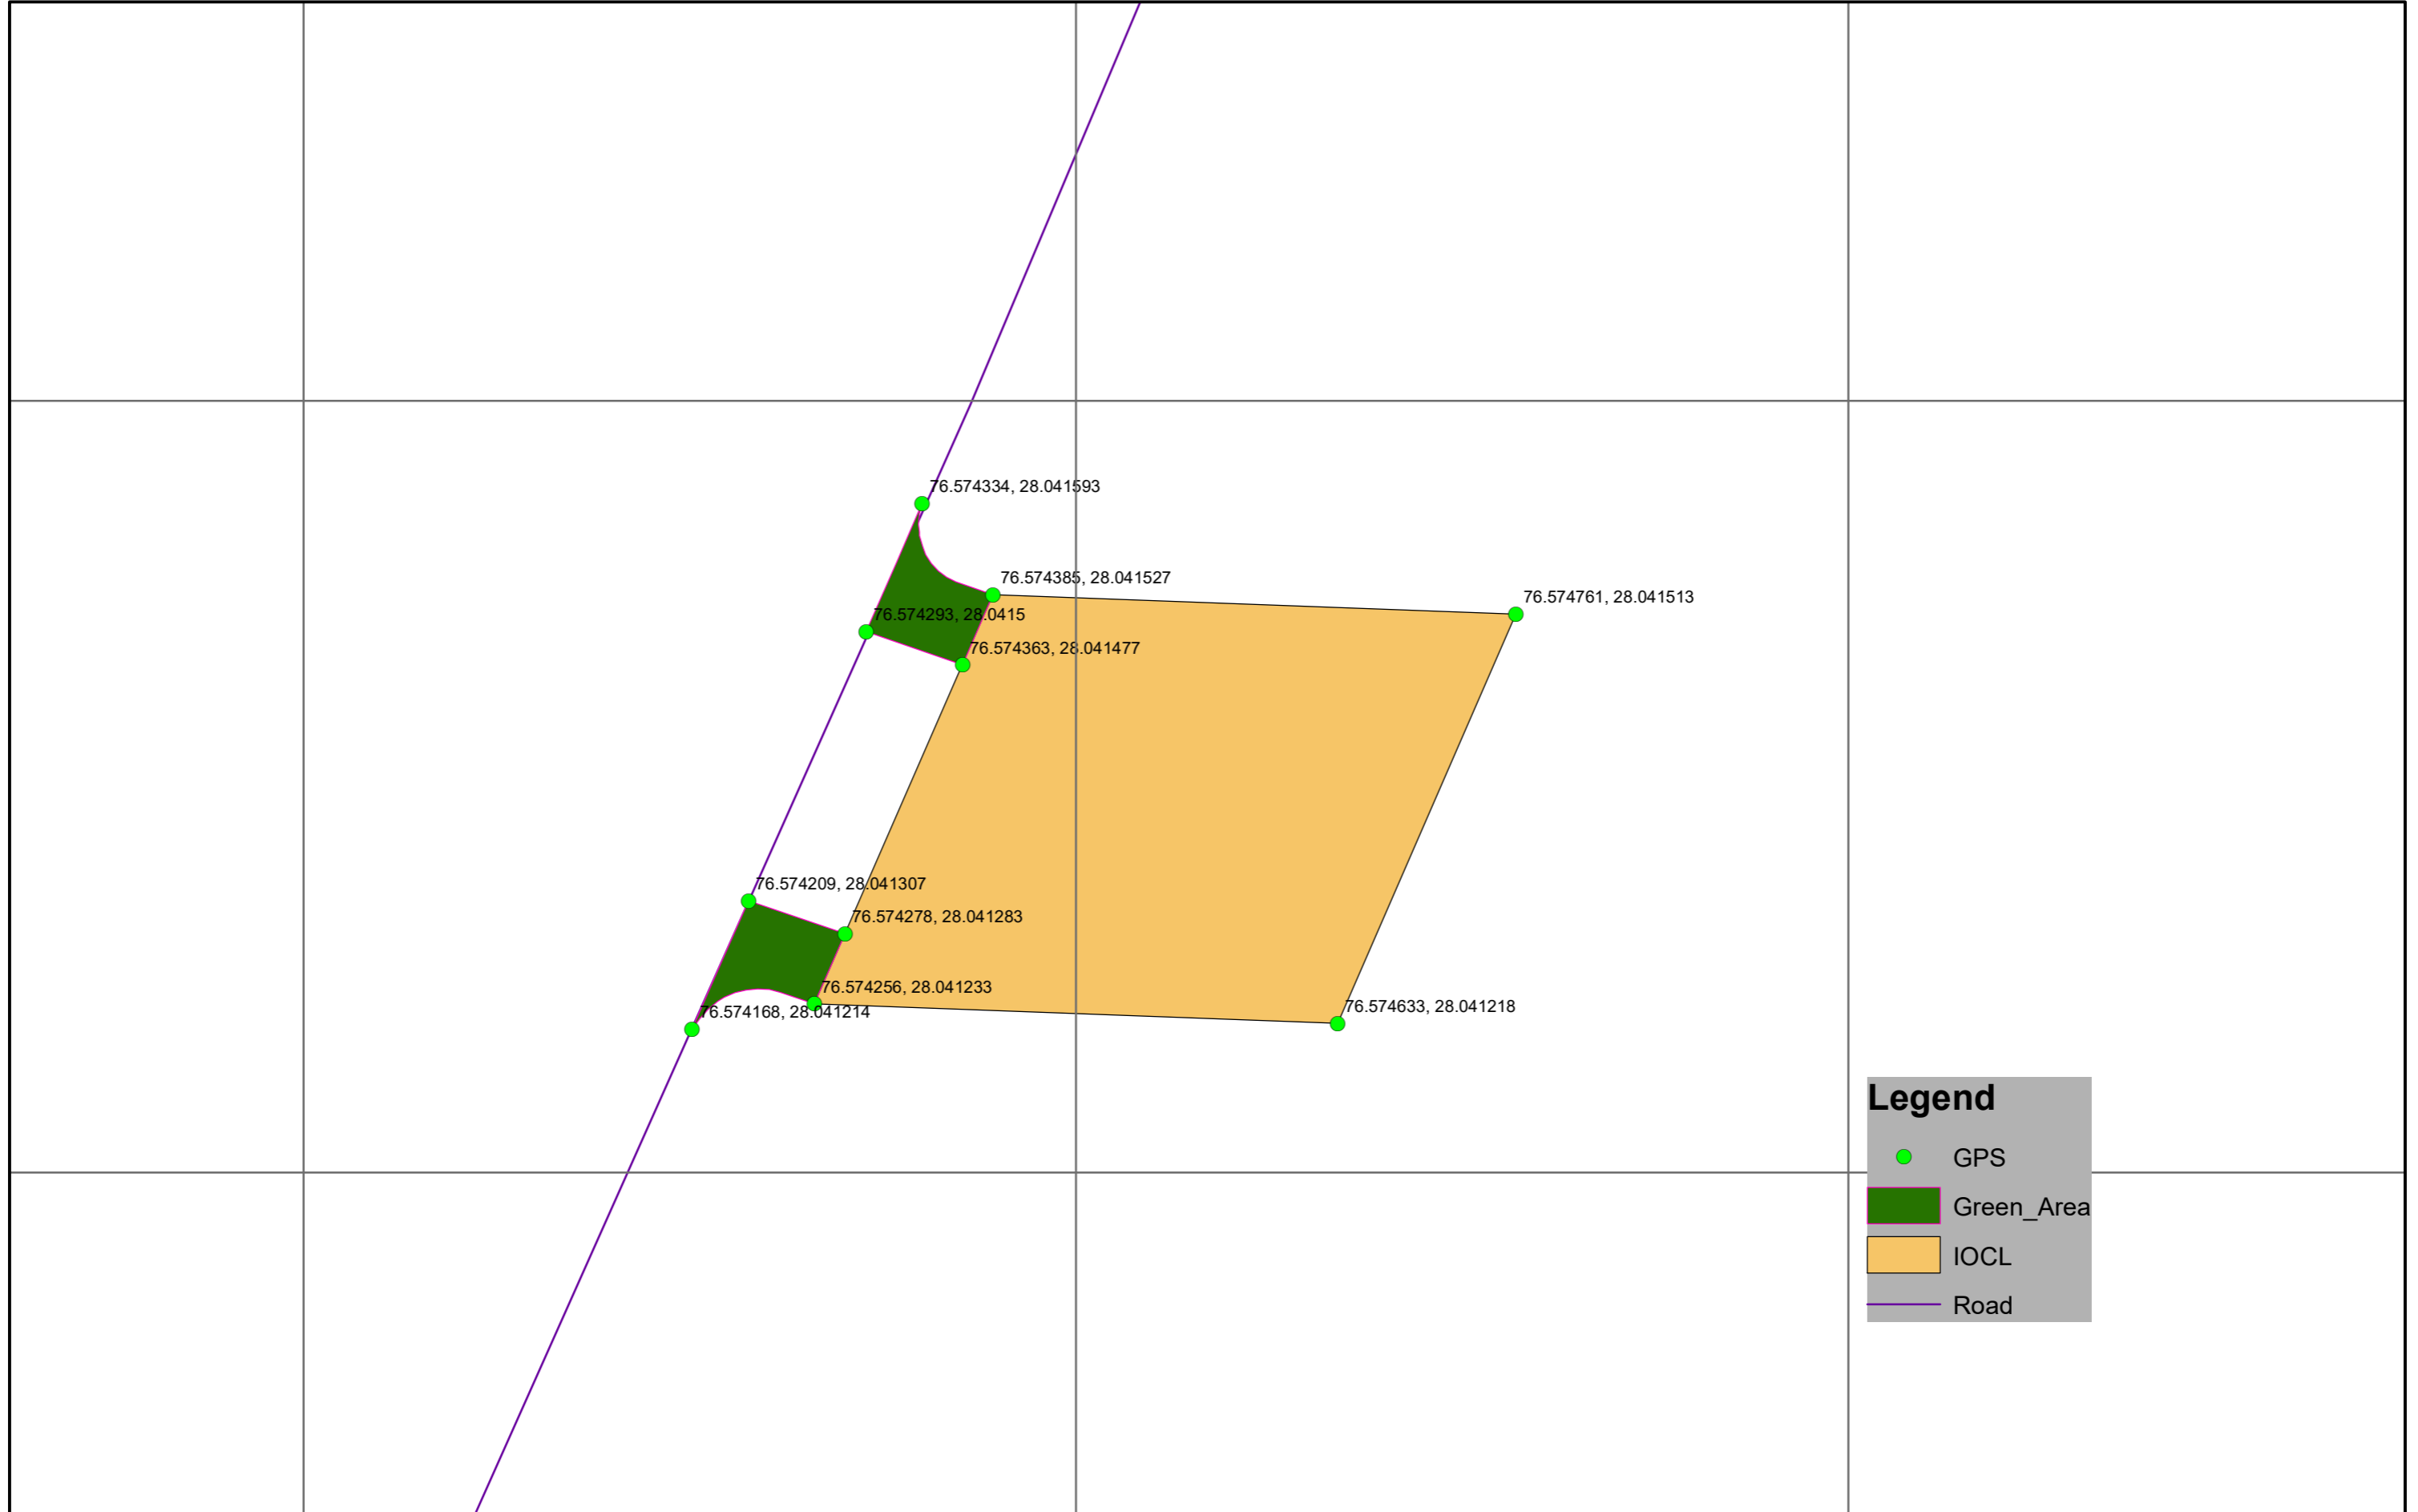 76.574334, 28.041593
76.574385, 28.041527
76.574761, 28.041513
76.574293, 28.0415
76.574363, 28.041477
76.574209, 28.041307
76.574278, 28.041283
76.574256, 28.041233
76.574168, 28.041214
76.574633, 28.041218
Legend
GPS
Green_Area
IOCL
Road